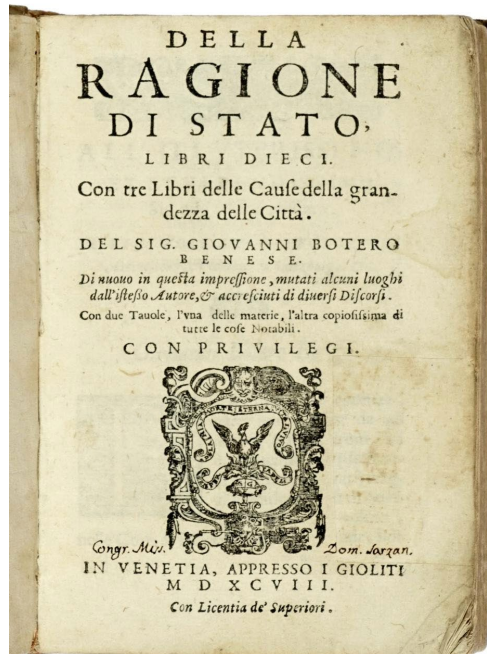 DELLA
RAGIONE
DI STATO,
LIBRI DIECI.
Con tre Libri delle Cauſe della gran-
dezza delle Città.
DEL SIG. GIOVANNI BOTERO
BENESE.
Di nuouo in queſta impreſſione, mutati alcuni luoghi
dall'iſteſſo Autore, & accreſciuti di diuerſi Diſcorſi.
Con due Tauole, l'vna delle materie, l'altra copioſiſſima di
tutte le coſe Notabili.
CON PRIVILEGI.
Congr. Miſs. Dom. Sarzan.
IN VENETIA, APPRESSO I GIOLITI
M D XCVIII.
Con Licentia de' Superiori.